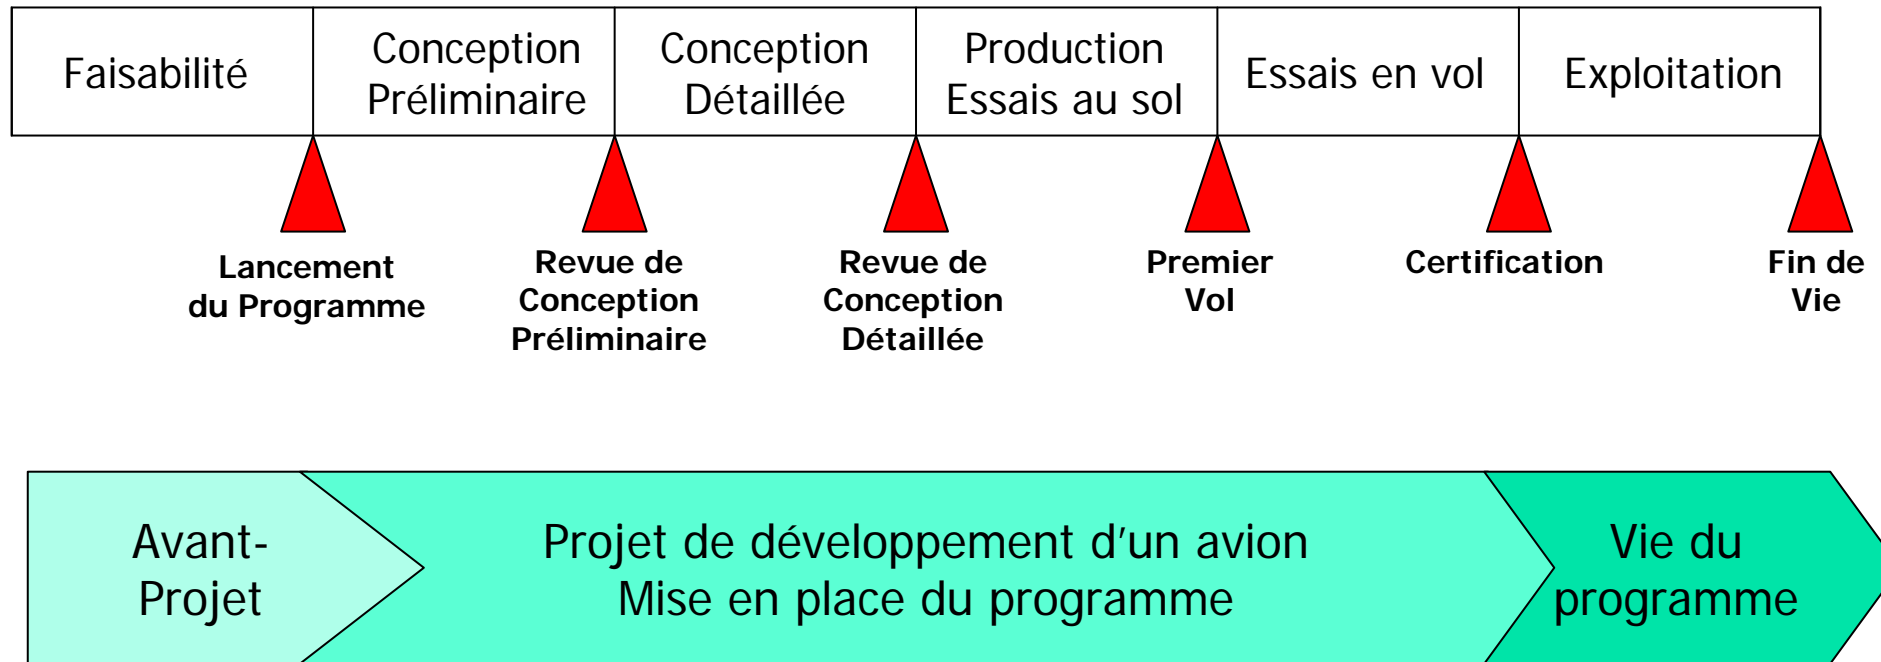 Faisabilité
Conception
Préliminaire
Conception
Détaillée
Production
Essais au sol
Essais en vol
Exploitation
Lancement
du Programme
Revue de
Conception
Préliminaire
Revue de
Conception
Détaillée
Premier
Vol
Certification
Fin de
Vie
Avant-
Projet
Projet de développement d’un avion
Mise en place du programme
Vie du
programme